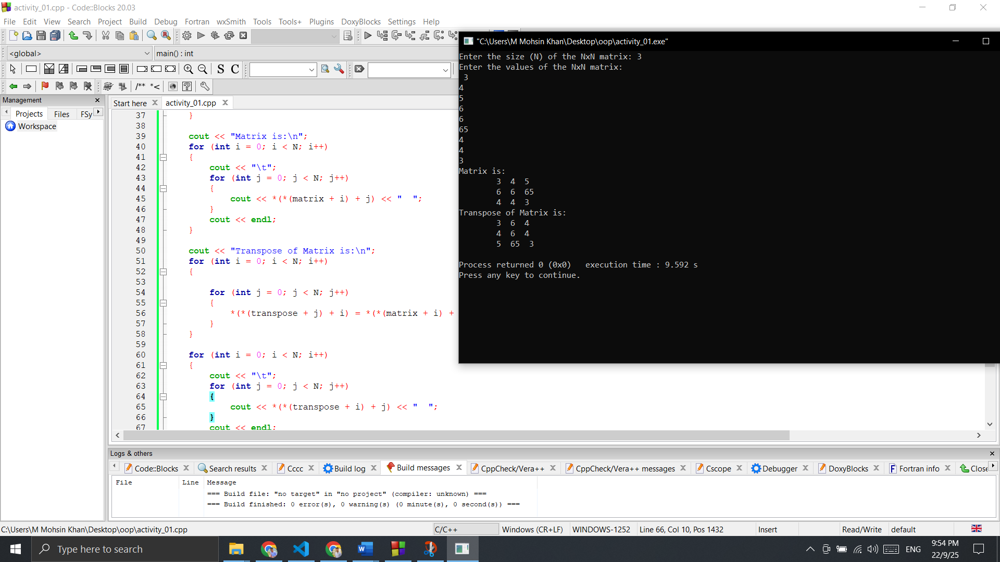 activity_01.cpp - Code::Blocks 20.03
File Edit View Search Project Build Debug Fortran wxSmith Tools Tools+ Plugins DoxyBlocks Settings Help
<global> main() : int
S C
/** *<
Management
Projects Files FSy
Workspace
Start here activity_01.cpp
37 }
38
39 cout << "Matrix is:\n";
40 for (int i = 0; i < N; i++)
41 {
42 cout << "\t";
43 for (int j = 0; j < N; j++)
44 {
45 cout << *(*(matrix + i) + j) << "  ";
46 }
47 cout << endl;
48 }
49
50 cout << "Transpose of Matrix is:\n";
51 for (int i = 0; i < N; i++)
52 {
53
54 for (int j = 0; j < N; j++)
55 {
56 *(*(transpose + j) + i) = *(*(matrix + i) +
57 }
58 }
59
60 for (int i = 0; i < N; i++)
61 {
62 cout << "\t";
63 for (int j = 0; j < N; j++)
64 {
65 cout << *(*(transpose + i) + j) << "  ";
66 }
67 cout << endl;
"C:\Users\M Mohsin Khan\Desktop\oop\activity_01.exe"
Enter the size (N) of the NxN matrix: 3
Enter the values of the NxN matrix:
3
4
5
6
6
65
4
4
3
Matrix is:
3 4 5
6 6 65
4 4 3
Transpose of Matrix is:
3 6 4
4 6 4
5 65 3
Process returned 0 (0x0) execution time : 9.592 s
Press any key to continue.
Logs & others
Code::Blocks Search results Cccc Build log Build messages CppCheck/Vera++ CppCheck/Vera++ messages Cscope Debugger DoxyBlocks Fortran info Close
File Line Message
=== Build file: "no target" in "no project" (compiler: unknown) ===
=== Build finished: 0 error(s), 0 warning(s) (0 minute(s), 0 second(s)) ===
C:\Users\M Mohsin Khan\Desktop\oop\activity_01.cpp C/C++ Windows (CR+LF) WINDOWS-1252 Line 66, Col 10, Pos 1432 Insert Read/Write default
Type here to search
ENG
9:54 PM
22/9/25